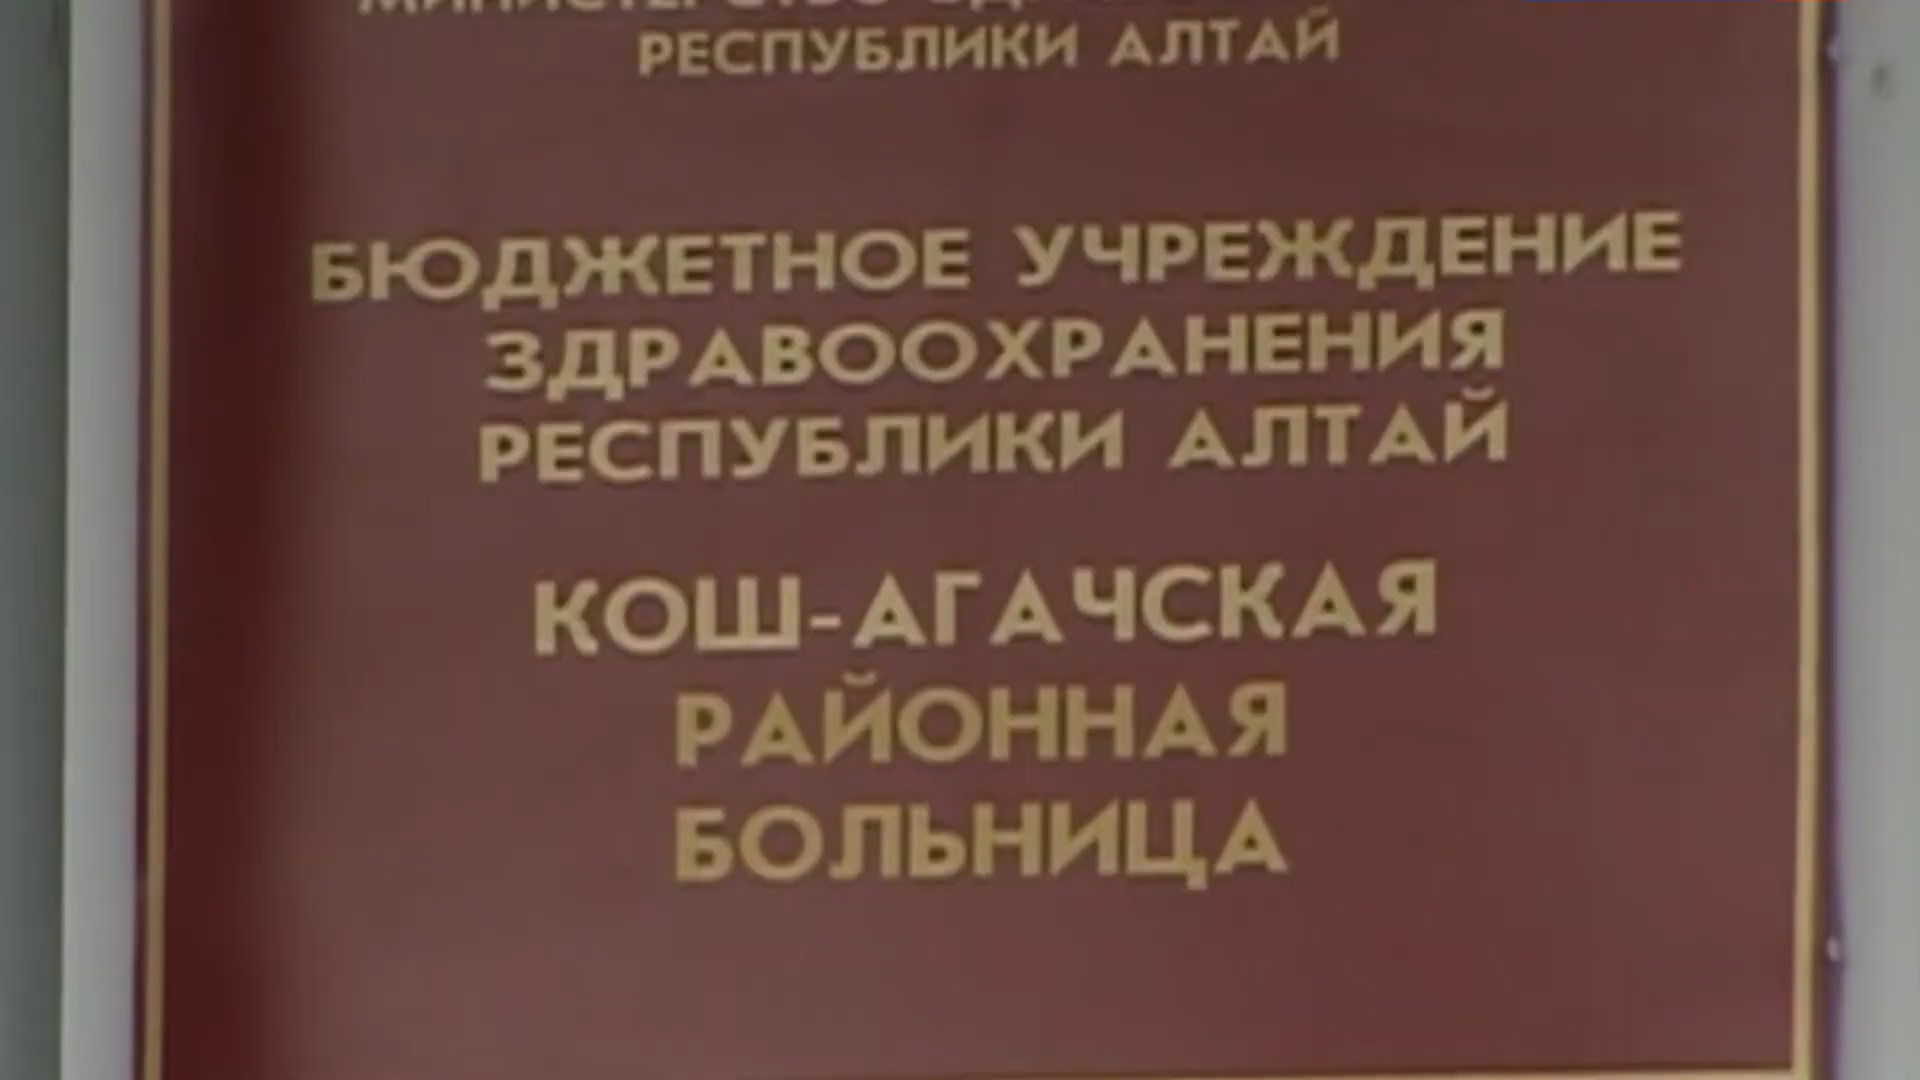 РЕСПУБЛИКИ АЛТАЙ
БЮДЖЕТНОЕ УЧРЕЖДЕНИЕ
ЗДРАВООХРАНЕНИЯ
РЕСПУБЛИКИ АЛТАЙ
КОШ-АГАЧСКАЯ
РАЙОННАЯ
БОЛЬНИЦА